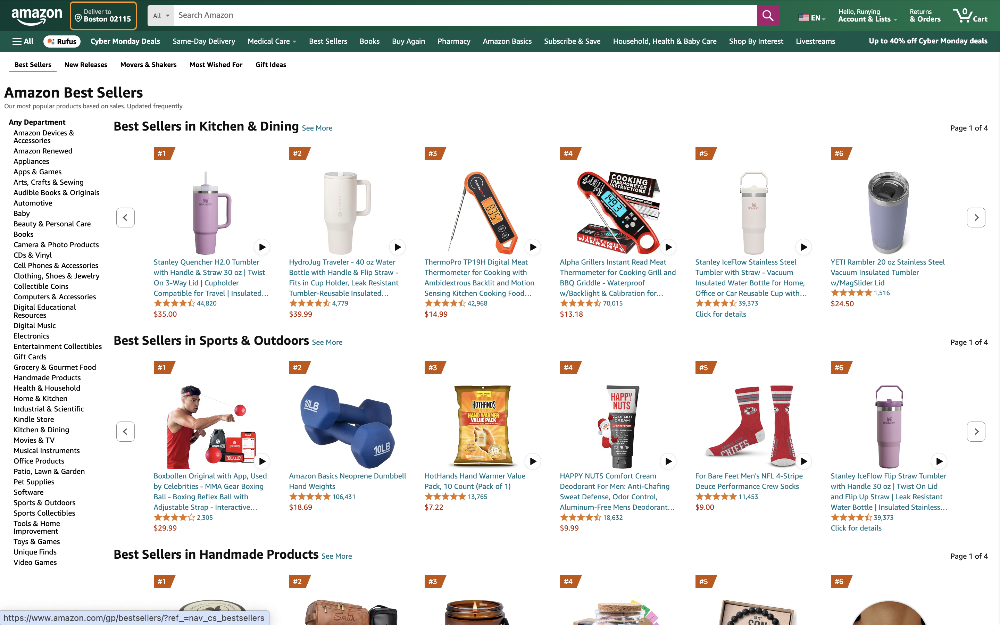 amazon
Deliver to
Boston 02115
All
Search Amazon
EN
Hello, Runying
Account & Lists
Returns
& Orders
0
Cart
All
Rufus
Cyber Monday Deals
Same-Day Delivery
Medical Care
Best Sellers
Books
Buy Again
Pharmacy
Amazon Basics
Subscribe & Save
Household, Health & Baby Care
Shop By Interest
Livestreams
Up to 40% off Cyber Monday deals
Best Sellers
New Releases
Movers & Shakers
Most Wished For
Gift Ideas
Amazon Best Sellers
Our most popular products based on sales. Updated frequently.
Any Department
Amazon Devices &
Accessories
Amazon Renewed
Appliances
Apps & Games
Arts, Crafts & Sewing
Audible Books & Originals
Automotive
Baby
Beauty & Personal Care
Books
Camera & Photo Products
CDs & Vinyl
Cell Phones & Accessories
Clothing, Shoes & Jewelry
Collectible Coins
Computers & Accessories
Digital Educational
Resources
Digital Music
Electronics
Entertainment Collectibles
Gift Cards
Grocery & Gourmet Food
Handmade Products
Health & Household
Home & Kitchen
Industrial & Scientific
Kindle Store
Kitchen & Dining
Movies & TV
Musical Instruments
Office Products
Patio, Lawn & Garden
Pet Supplies
Software
Sports & Outdoors
Sports Collectibles
Tools & Home
Improvement
Toys & Games
Unique Finds
Video Games
Best Sellers in Kitchen & Dining See More
Page 1 of 4
#1
STANLEY
Stanley Quencher H2.0 Tumbler
with Handle & Straw 30 oz | Twist
On 3-Way Lid | Cupholder
Compatible for Travel | Insulated…
44,820
$35.00
#2
HYDRO
HydroJug Traveler - 40 oz Water
Bottle with Handle & Flip Straw -
Fits in Cup Holder, Leak Resistant
Tumbler-Reusable Insulated…
4,779
$39.99
#3
ThermoPro
LOCK
LIGHT
ThermoPro TP19H Digital Meat
Thermometer for Cooking with
Ambidextrous Backlit and Motion
Sensing Kitchen Cooking Food…
42,968
$14.99
#4
COOKING
THERMOMETER
INSTRUCTIONS
TEMPERATURE GUIDE
149.3
WATERPROOF
THERMOMETER
LIFETIME
WARRANTY
Alpha Grillers Instant Read Meat
Thermometer for Cooking Grill and
BBQ Griddle - Waterproof
w/Backlight & Calibration for…
70,015
$13.18
#5
STANLEY
Stanley IceFlow Stainless Steel
Tumbler with Straw - Vacuum
Insulated Water Bottle for Home,
Office or Car Reusable Cup with…
39,373
Click for details
#6
YETI
YETI Rambler 20 oz Stainless Steel
Vacuum Insulated Tumbler
w/MagSlider Lid
1,516
$24.50
Best Sellers in Sports & Outdoors See More
Page 1 of 4
#1
BOXBOLLEN
BOXBOLLEN
BOXBOLLEN
Boxbollen Original with App, Used
by Celebrities - MMA Gear Boxing
Ball - Boxing Reflex Ball with
Adjustable Strap - Interactive…
2,305
$29.99
#2
10LB
10LB
Amazon Basics Neoprene Dumbbell
Hand Weights
106,431
$18.69
#3
GREAT VALUE!
HOTHANDS
HAND WARMER
VALUE PACK
10
HotHands Hand Warmer Value
Pack, 10 Count (Pack of 1)
13,765
$7.22
#4
HAPPY
NUTS
COMFORT
CREAM
LOTION TO POWDER
HAPPY NUTS Comfort Cream
Deodorant For Men: Anti-Chafing
Sweat Defense, Odor Control,
Aluminum-Free Mens Deodorant…
18,632
$9.99
#5
KANSAS CITY
CHIEFS
For Bare Feet Men's NFL 4-Stripe
Deuce Performance Crew Socks
11,453
$9.00
#6
STANLEY
Stanley IceFlow Flip Straw Tumbler
with Handle 30 oz | Twist On Lid
and Flip Up Straw | Leak Resistant
Water Bottle | Insulated Stainless…
39,373
Click for details
Best Sellers in Handmade Products See More
Page 1 of 4
#1
#2
Smith
#3
#4
#5
TO MY
SON
#6
https://www.amazon.com/gp/bestsellers/?ref_=nav_cs_bestsellers